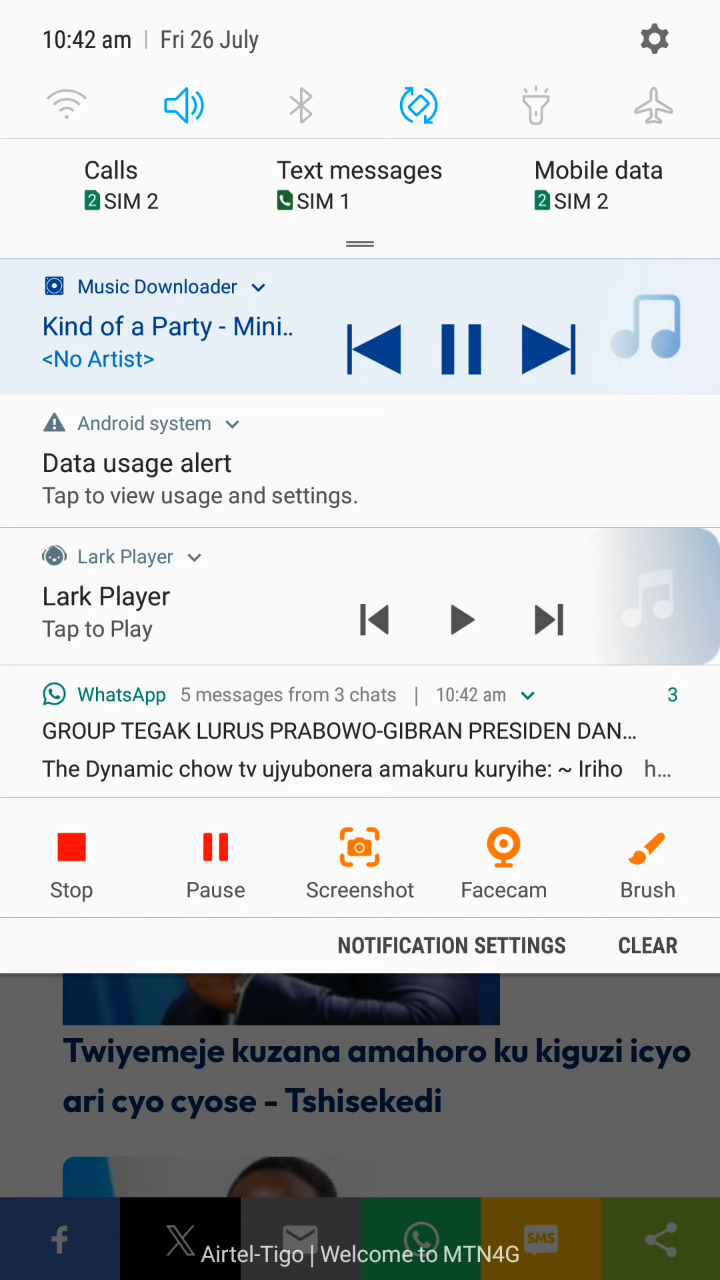 10:42 am | Fri 26 July
Calls
2 SIM 2
Text messages
SIM 1
Mobile data
2 SIM 2
Music Downloader
Kind of a Party - Mini..
<No Artist>
Android system
Data usage alert
Tap to view usage and settings.
Lark Player
Lark Player
Tap to Play
WhatsApp 5 messages from 3 chats | 10:42 am 3
GROUP TEGAK LURUS PRABOWO-GIBRAN PRESIDEN DAN...
The Dynamic chow tv ujyubonera amakuru kuryihe: ~ Iriho h...
Stop
Pause
Screenshot
Facecam
Brush
NOTIFICATION SETTINGS CLEAR
Twiyemeje kuzana amahoro ku kiguzi icyo
ari cyo cyose - Tshisekedi
SMS
Airtel-Tigo | Welcome to MTN4G